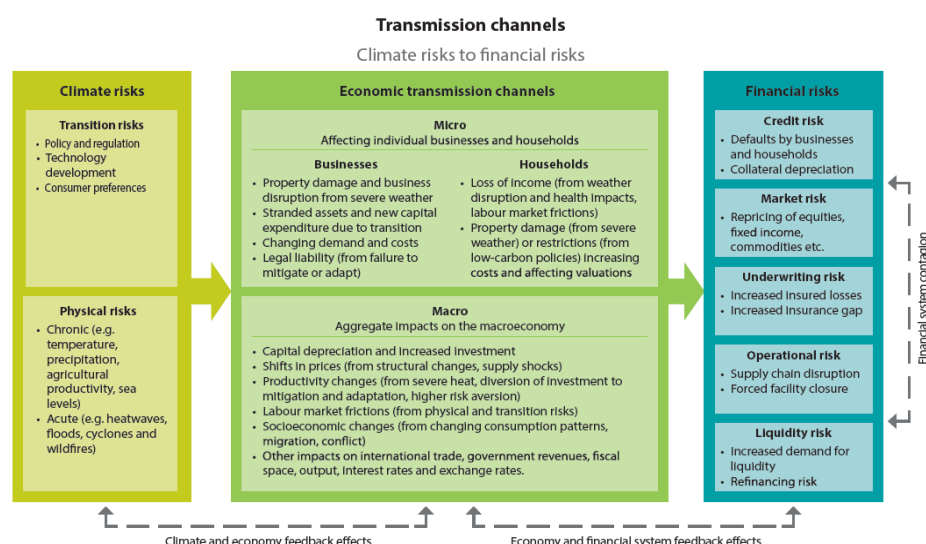 Transmission channels
Climate risks to financial risks
Climate risks
Transition risks
• Policy and regulation
• Technology
development
• Consumer preferences
Physical risks
• Chronic (e.g.
temperature,
precipitation,
agricultural
productivity, sea
levels)
• Acute (e.g. heatwaves,
floods, cyclones and
wildfires)
Economic transmission channels
Micro
Affecting individual businesses and households
Businesses
• Property damage and business
disruption from severe weather
• Stranded assets and new capital
expenditure due to transition
• Changing demand and costs
• Legal liability (from failure to
mitigate or adapt)
Households
• Loss of income (from weather
disruption and health impacts,
labour market frictions)
• Property damage (from severe
weather) or restrictions (from
low-carbon policies) increasing
costs and affecting valuations
Macro
Aggregate impacts on the macroeconomy
• Capital depreciation and increased investment
• Shifts in prices (from structural changes, supply shocks)
• Productivity changes (from severe heat, diversion of investment to
mitigation and adaptation, higher risk aversion)
• Labour market frictions (from physical and transition risks)
• Socioeconomic changes (from changing consumption patterns,
migration, conflict)
• Other impacts on international trade, government revenues, fiscal
space, output, interest rates and exchange rates.
Financial risks
Credit risk
• Defaults by businesses
and households
• Collateral depreciation
Market risk
• Repricing of equities,
fixed income,
commodities etc.
Underwriting risk
• Increased insured losses
• Increased insurance gap
Operational risk
• Supply chain disruption
• Forced facility closure
Liquidity risk
• Increased demand for
liquidity
• Refinancing risk
Financial system contagion
Climate and economy feedback effects
Economy and financial system feedback effects